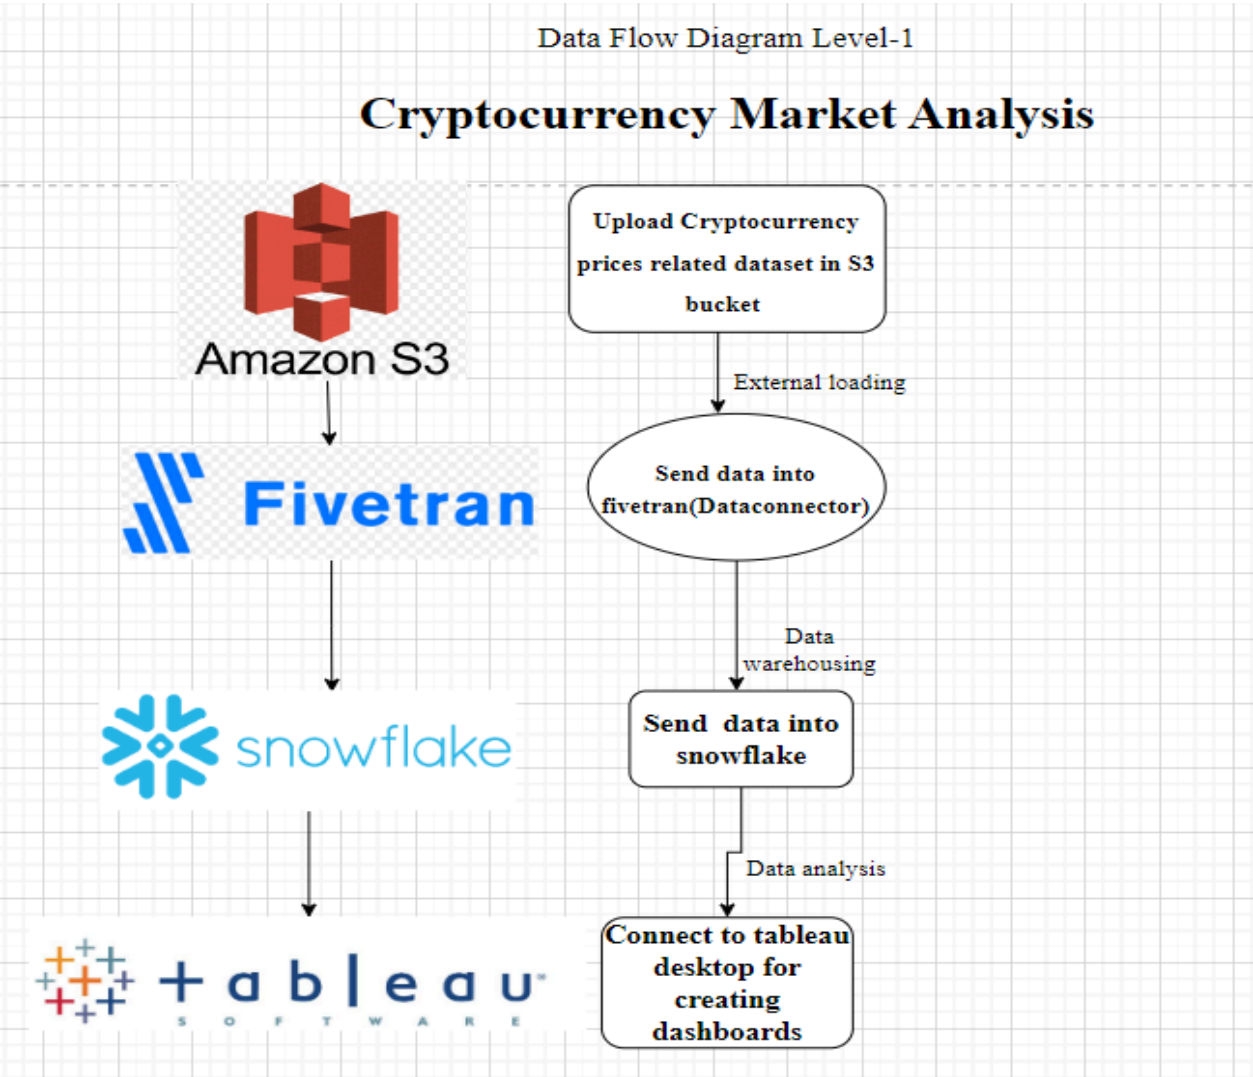 Data Flow Diagram Level-1
Cryptocurrency Market Analysis
Amazon S3
Upload Cryptocurrency
prices related dataset in S3
bucket
External loading
Fivetran
Send data into
fivetran(Dataconnector)
Data
warehousing
snowflake
Send data into
snowflake
Data analysis
+ableau™
SOFTWARE
Connect to tableau
desktop for
creating
dashboards